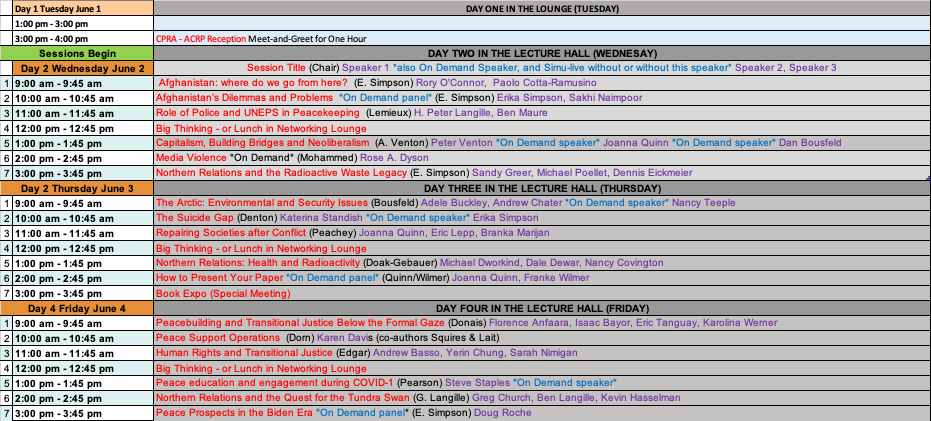 Day 1 Tuesday June 1 DAY ONE IN THE LOUNGE (TUESDAY)
1:00 pm - 3:00 pm
3:00 pm - 4:00 pm CPRA - ACRP Reception Meet-and-Greet for One Hour
Sessions Begin DAY TWO IN THE LECTURE HALL (WEDNESAY)
Day 2 Wednesday June 2 Session Title (Chair) Speaker 1 *also On Demand Speaker, and Simu-live without or without this speaker* Speaker 2, Speaker 3
1 9:00 am - 9:45 am Afghanistan: where do we go from here? (E. Simpson) Rory O'Connor, Paolo Cotta-Ramusino
2 10:00 am - 10:45 am Afghanistan's Dilemmas and Problems *On Demand panel* (E. Simpson) Erika Simpson, Sakhi Naimpoor
3 11:00 am - 11:45 am Role of Police and UNEPS in Peacekeeping (Lemieux) H. Peter Langille, Ben Maure
4 12:00 pm - 12:45 pm Big Thinking - or Lunch in Networking Lounge
5 1:00 pm - 1:45 pm Capitalism, Building Bridges and Neoliberalism (A. Venton) Peter Venton *On Demand speaker* Joanna Quinn *On Demand speaker* Dan Bousfeld
6 2:00 pm - 2:45 pm Media Violence *On Demand* (Mohammed) Rose A. Dyson
7 3:00 pm - 3:45 pm Northern Relations and the Radioactive Waste Legacy (E. Simpson) Sandy Greer, Michael Poellet, Dennis Eickmeier
Day 2 Thursday June 3 DAY THREE IN THE LECTURE HALL (THURSDAY)
1 9:00 am - 9:45 am The Arctic: Environmental and Security Issues (Bousfeld) Adele Buckley, Andrew Chater *On Demand speaker* Nancy Teeple
2 10:00 am - 10:45 am The Suicide Gap (Denton) Katerina Standish *On Demand speaker* Erika Simpson
3 11:00 am - 11:45 am Repairing Societies after Conflict (Peachey) Joanna Quinn, Eric Lepp, Branka Marijan
4 12:00 pm - 12:45 pm Big Thinking - or Lunch in Networking Lounge
5 1:00 pm - 1:45 pm Northern Relations: Health and Radioactivity (Doak-Gebauer) Michael Dworkind, Dale Dewar, Nancy Covington
6 2:00 pm - 2:45 pm How to Present Your Paper *On Demand panel* (Quinn/Wilmer) Joanna Quinn, Franke Wilmer
7 3:00 pm - 3:45 pm Book Expo (Special Meeting)
Day 4 Friday June 4 DAY FOUR IN THE LECTURE HALL (FRIDAY)
1 9:00 am - 9:45 am Peacebuilding and Transitional Justice Below the Formal Gaze (Donais) Florence Anfaara, Isaac Bayor, Eric Tanguay, Karolina Werner
2 10:00 am - 10:45 am Peace Support Operations (Dorn) Karen Davis (co-authors Squires & Lait)
3 11:00 am - 11:45 am Human Rights and Transitional Justice (Edgar) Andrew Basso, Yerin Chung, Sarah Nimigan
4 12:00 pm - 12:45 pm Big Thinking - or Lunch in Networking Lounge
5 1:00 pm - 1:45 pm Peace education and engagement during COVID-1 (Pearson) Steve Staples *On Demand speaker*
6 2:00 pm - 2:45 pm Northern Relations and the Quest for the Tundra Swan (G. Langille) Greg Church, Ben Langille, Kevin Hasselman
7 3:00 pm - 3:45 pm Peace Prospects in the Biden Era *On Demand panel* (E. Simpson) Doug Roche